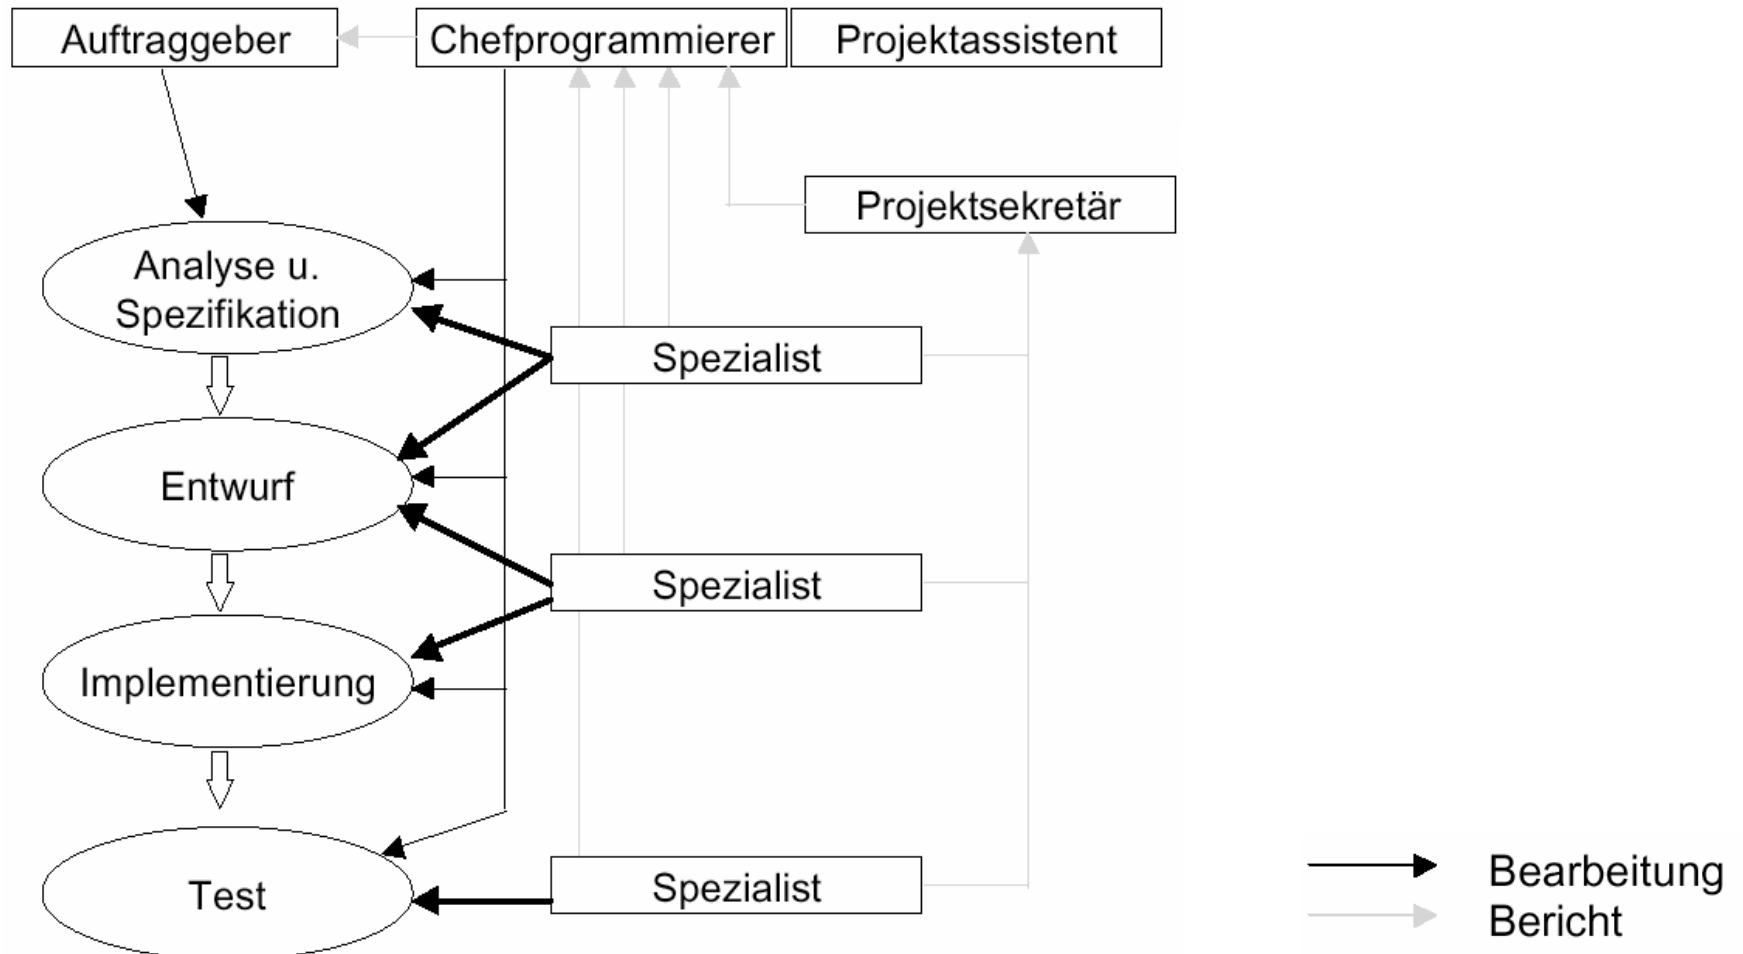 Auftraggeber
Chefprogrammierer
Projektassistent
Projektsekretär
Analyse u.
Spezifikation
Spezialist
Entwurf
Spezialist
Implementierung
Spezialist
Test
Bearbeitung
Bericht